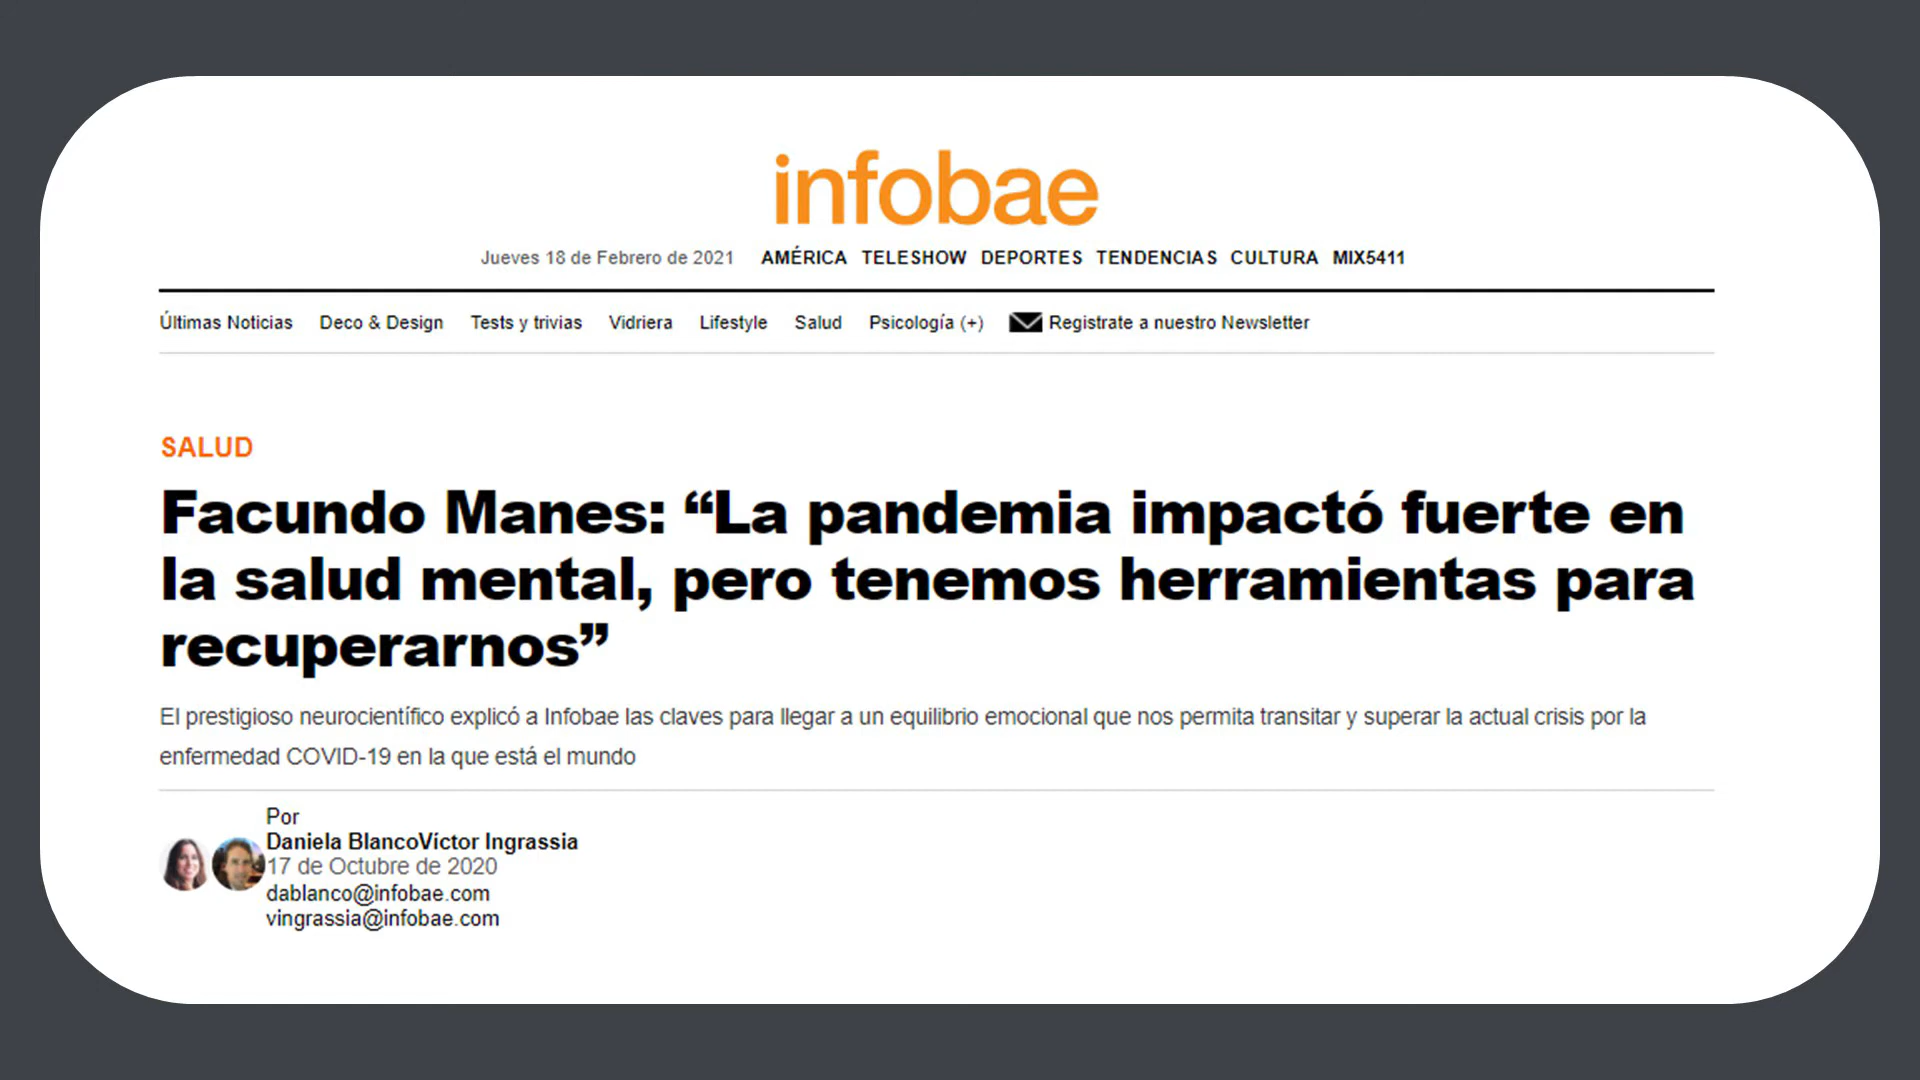 infobae
Jueves 18 de Febrero de 2021 AMÉRICA TELESHOW DEPORTES TENDENCIAS CULTURA MIX5411
Últimas Noticias Deco & Design Tests y trivias Vidriera Lifestyle Salud Psicología (+) Registrate a nuestro Newsletter
SALUD
Facundo Manes: “La pandemia impactó fuerte en
la salud mental, pero tenemos herramientas para
recuperarnos”
El prestigioso neurocientífico explicó a Infobae las claves para llegar a un equilibrio emocional que nos permita transitar y superar la actual crisis por la
enfermedad COVID-19 en la que está el mundo
Por
Daniela BlancoVíctor Ingrassia
17 de Octubre de 2020
dablanco@infobae.com
vingrassia@infobae.com